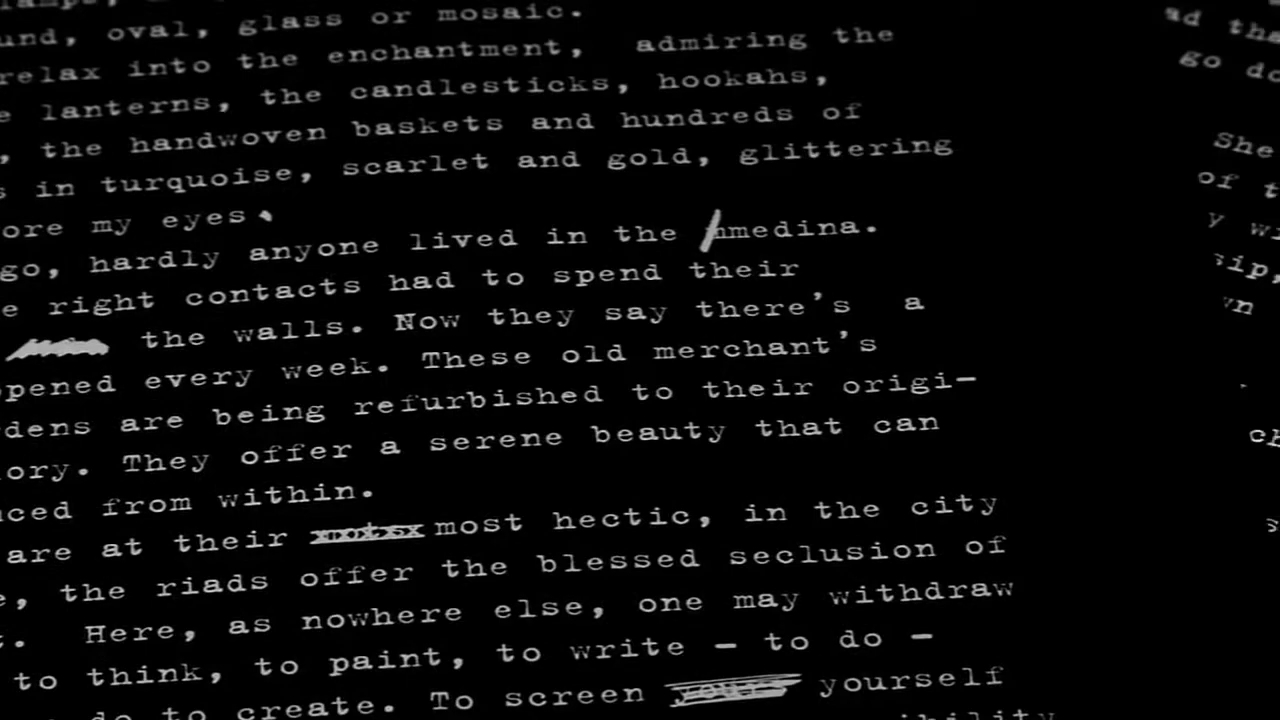 und, oval, glass or mosaic.
relax into the enchantment, admiring the
e lanterns, the candlesticks, hookahs,
, the handwoven baskets and hundreds of
s in turquoise, scarlet and gold, glittering
ore my eyes.
go, hardly anyone lived in the medina.
e right contacts had to spend their
the walls. Now they say there's a
pened every week. These old merchant's
dens are being refurbished to their origi-
ory. They offer a serene beauty that can
ced from within.
are at their most hectic, in the city
e, the riads offer the blessed seclusion of
t. Here, as nowhere else, one may withdraw
to think, to paint, to write - to do -
do to create. To screen yourself
ibility
ad tha
go do
She
of t
y wi
sip,
wn
ch
s